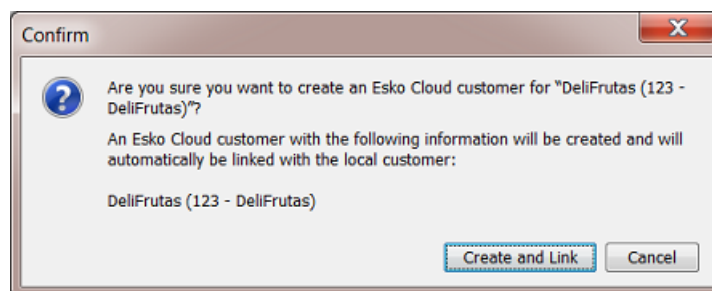 Confirm
Are you sure you want to create an Esko Cloud customer for "DeliFrutas (123 -
DeliFrutas)"?
An Esko Cloud customer with the following information will be created and will
automatically be linked with the local customer:
DeliFrutas (123 - DeliFrutas)
Create and Link
Cancel